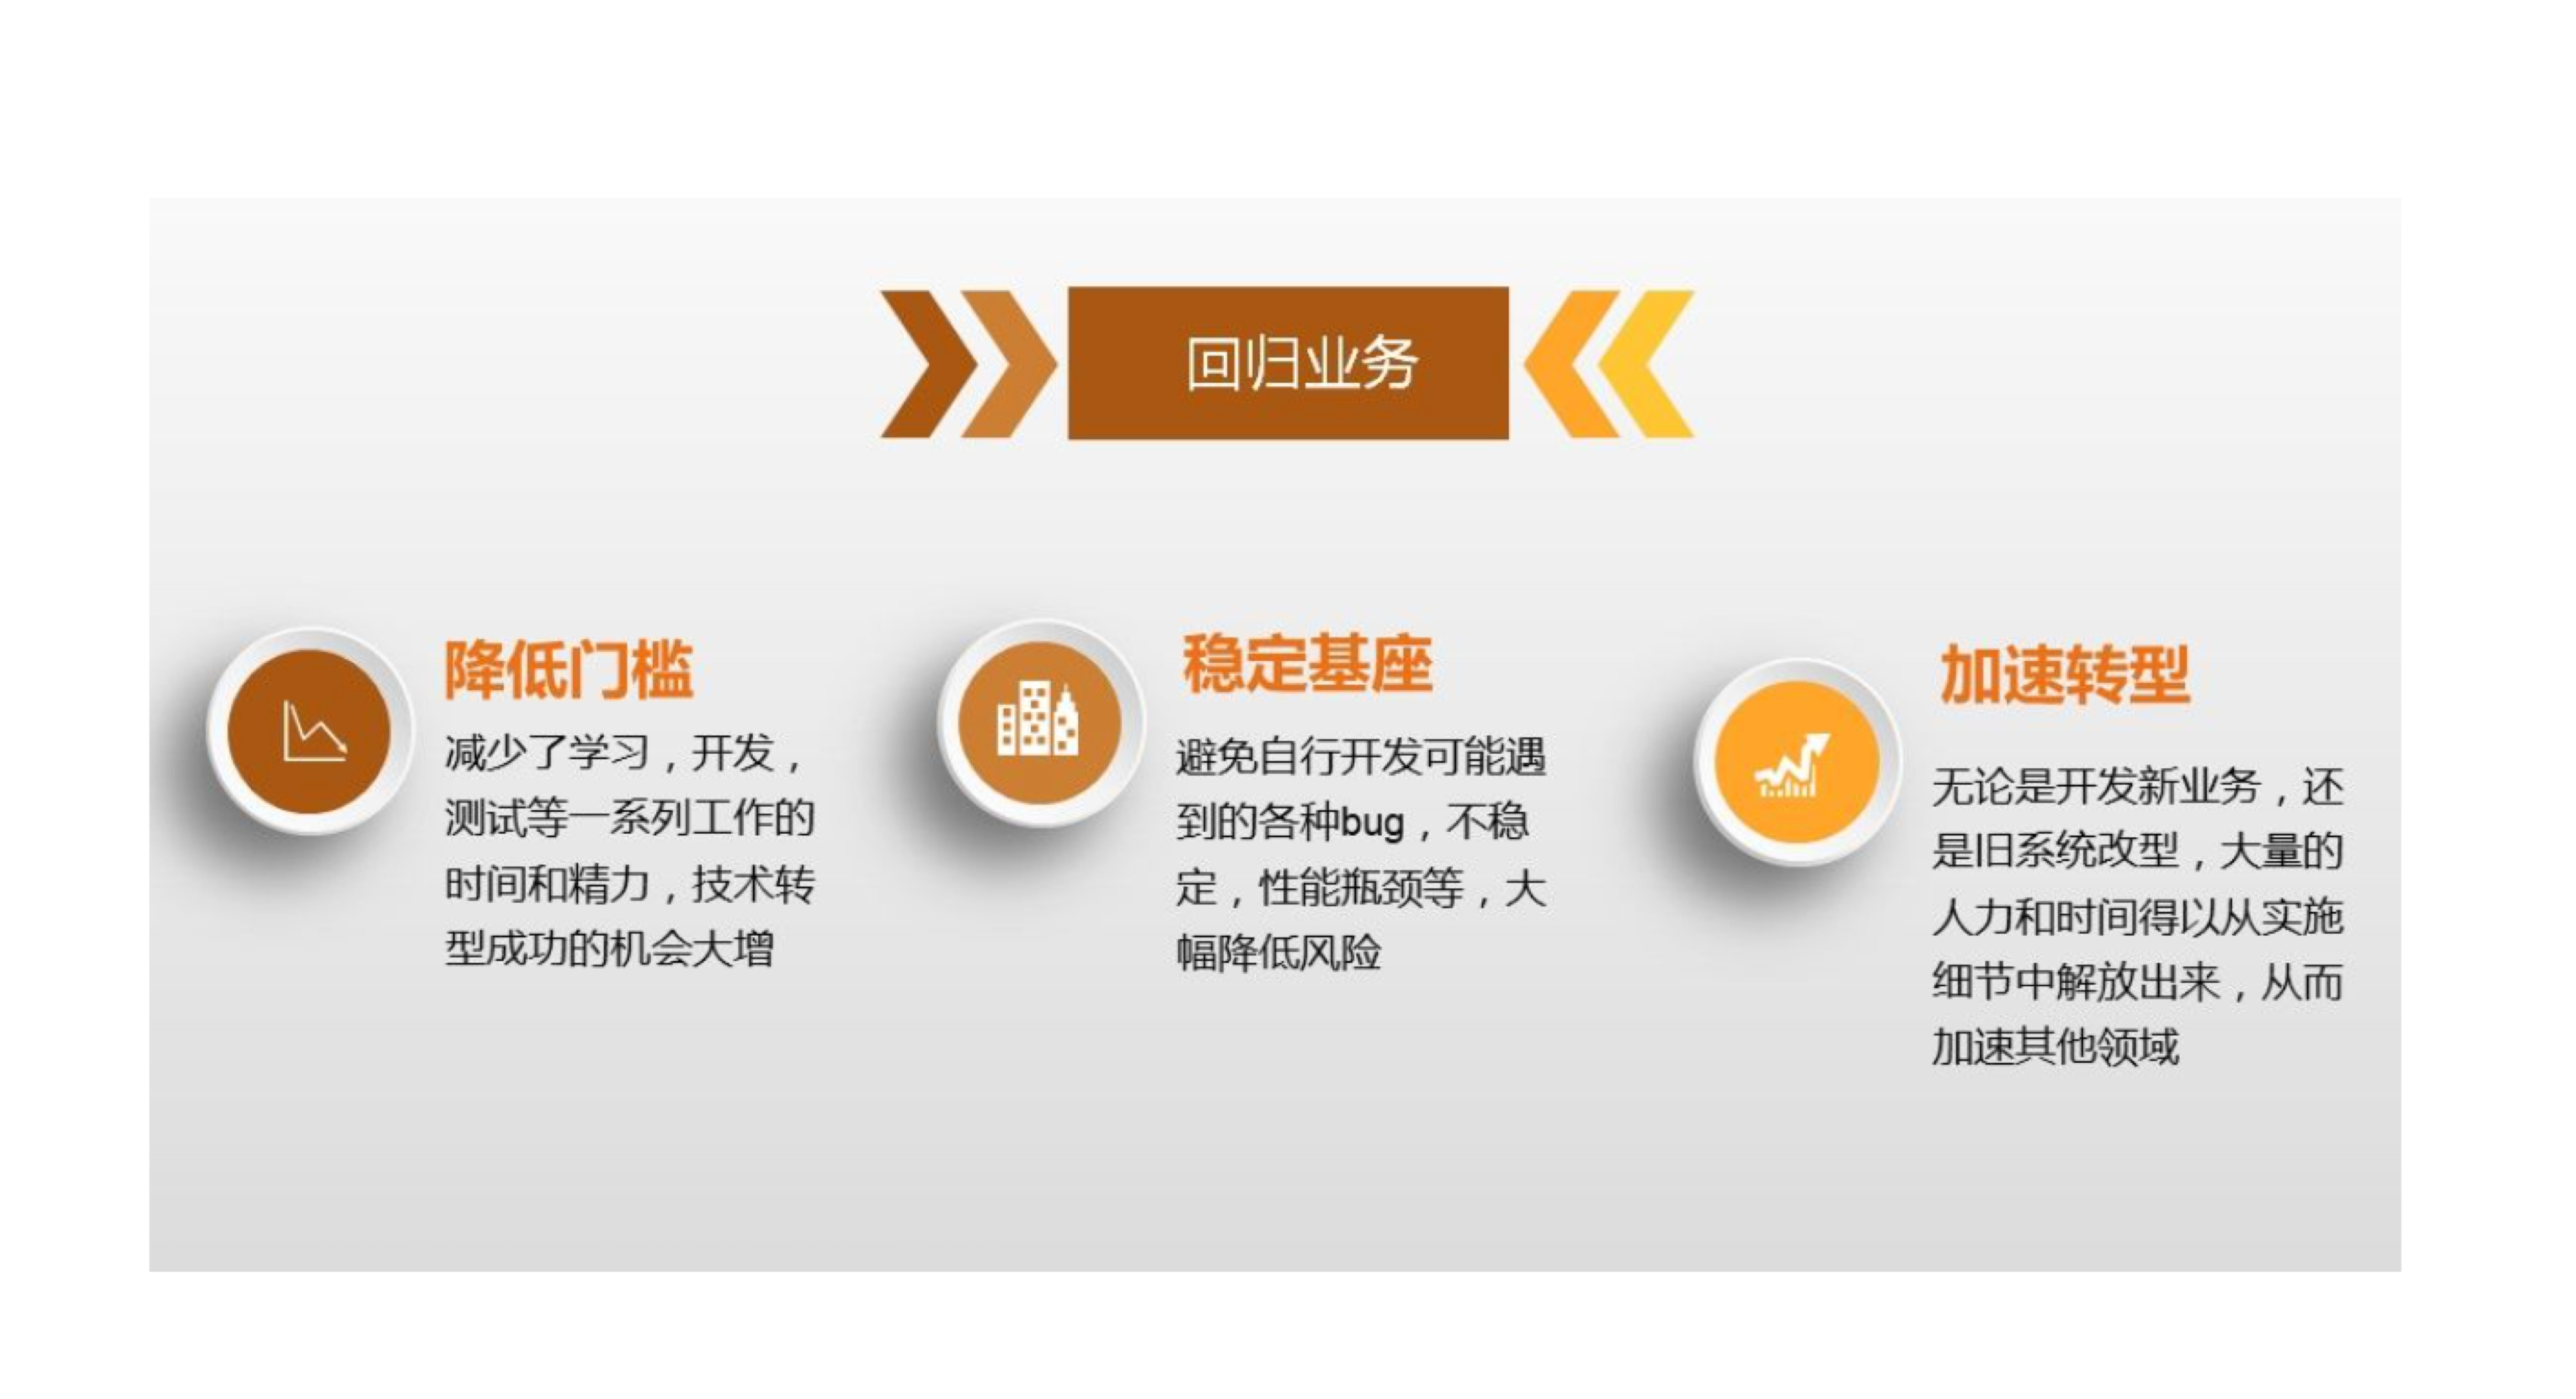 回归业务
降低门槛
减少了学习，开发，
测试等一系列工作的
时间和精力，技术转
型成功的机会大增
稳定基座
避免自行开发可能遇
到的各种bug，不稳
定，性能瓶颈等，大
幅降低风险
加速转型
无论是开发新业务，还
是旧系统改型，大量的
人力和时间得以从实施
细节中解放出来，从而
加速其他领域